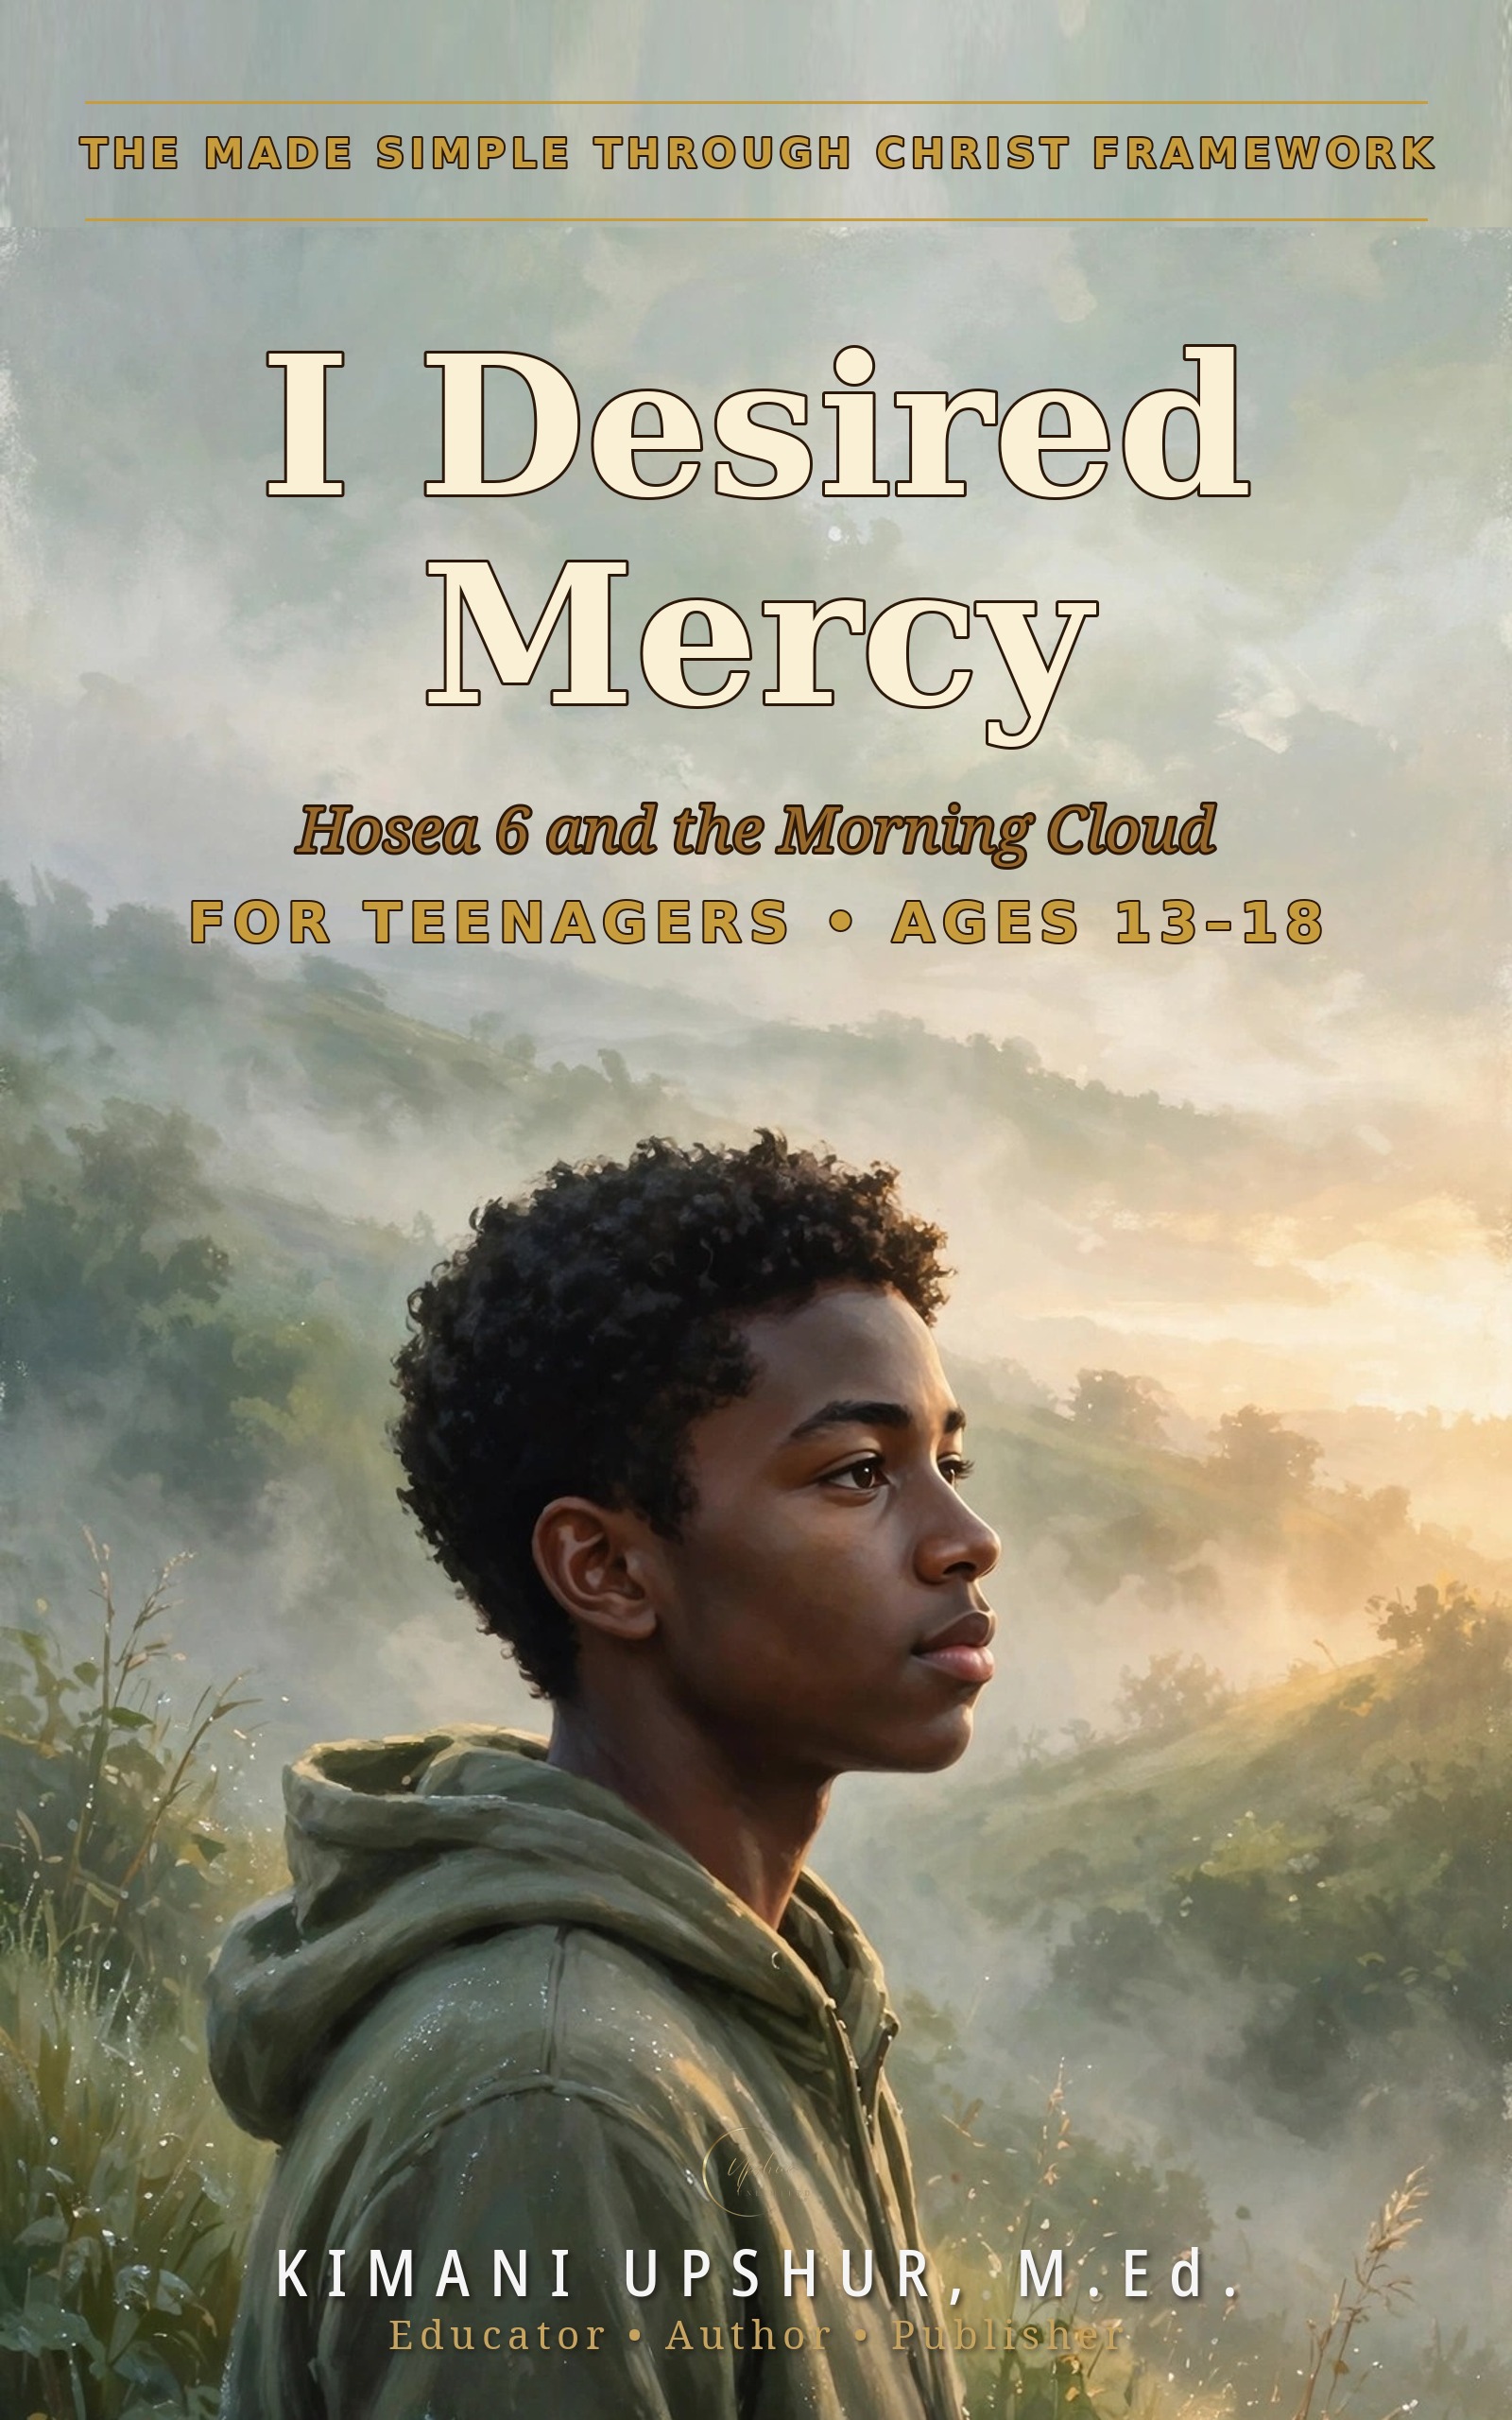 THE MADE SIMPLE THROUGH CHRIST FRAMEWORK
I Desired
Mercy
Hosea 6 and the Morning Cloud
FOR TEENAGERS • AGES 13–18
KIMANI UPSHUR, M.Ed.
Educator • Author • Publisher